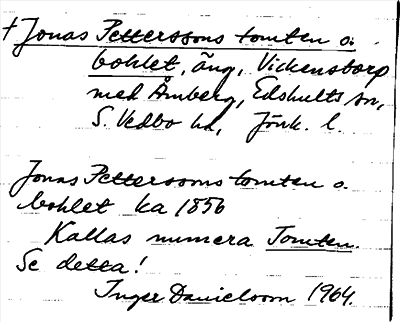 † Jonas Petterssons tomten o.
bohlet, äng, Vickenstorp
med Åmberg, Edshults sn,
S. Vedbo hd, Jönk. l.
Jonas Petterssons tomten o.
bohlet ka 1856
Kallas numera Tomten.
Se detta!
Inger Danielsson 1964.